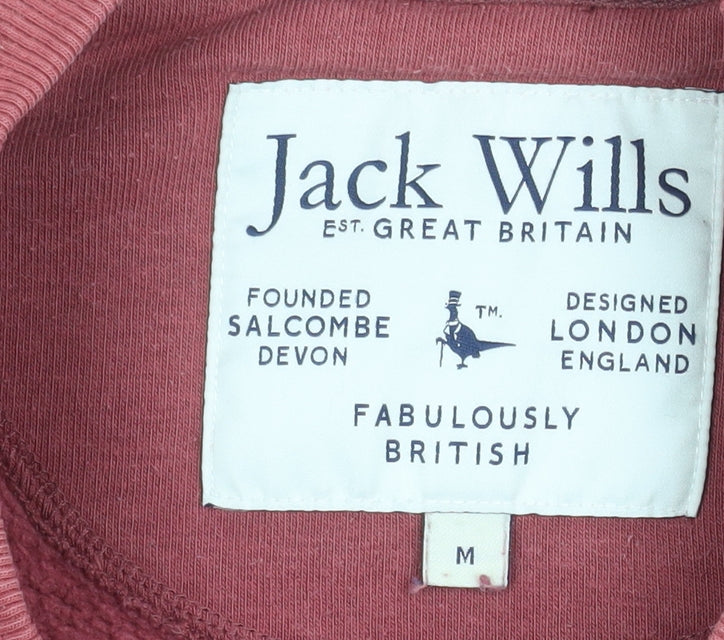 Jack Wills
EST. GREAT BRITAIN
FOUNDED
SALCOMBE
DEVON
TM.
DESIGNED
LONDON
ENGLAND
FABULOUSLY
BRITISH
M